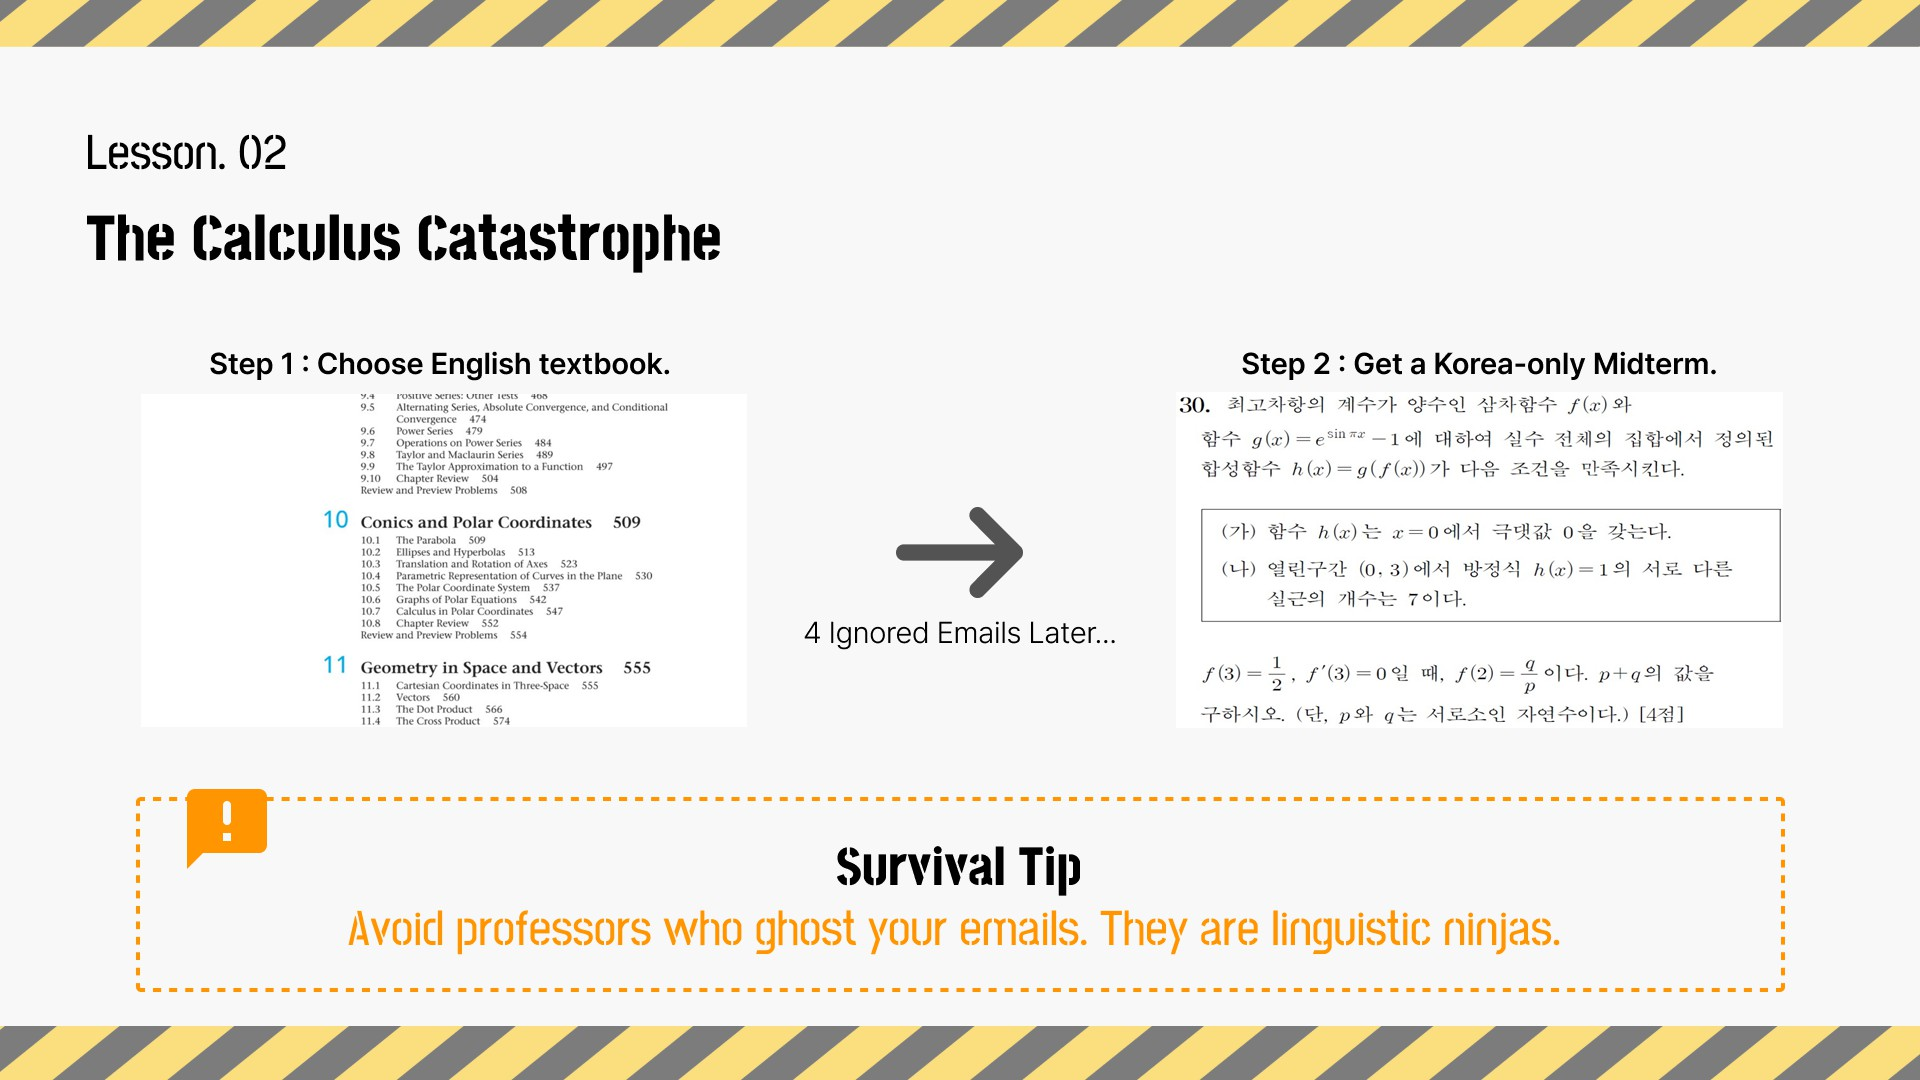 Lesson. 02
The Calculus Catastrophe
Step 1 : Choose English textbook.
9.4 Positive Series: Other Tests 468
9.5 Alternating Series, Absolute Convergence, and Conditional
Convergence 474
9.6 Power Series 479
9.7 Operations on Power Series 484
9.8 Taylor and Maclaurin Series 489
9.9 The Taylor Approximation to a Function 497
9.10 Chapter Review 504
Review and Preview Problems 508
10 Conics and Polar Coordinates 509
10.1 The Parabola 509
10.2 Ellipses and Hyperbolas 513
10.3 Translation and Rotation of Axes 523
10.4 Parametric Representation of Curves in the Plane 530
10.5 The Polar Coordinate System 537
10.6 Graphs of Polar Equations 542
10.7 Calculus in Polar Coordinates 547
10.8 Chapter Review 552
Review and Preview Problems 554
11 Geometry in Space and Vectors 555
11.1 Cartesian Coordinates in Three-Space 555
11.2 Vectors 560
11.3 The Dot Product 566
11.4 The Cross Product 574
4 Ignored Emails Later...
Step 2 : Get a Korea-only Midterm.
30. 최고차항의 계수가 양수인 삼차함수 f(x)와
함수 g(x)=e^{sin πx}−1에 대하여 실수 전체의 집합에서 정의된
합성함수 h(x)=g(f(x))가 다음 조건을 만족시킨다.
(가) 함수 h(x)는 x=0에서 극댓값 0을 갖는다.
(나) 열린구간 (0, 3)에서 방정식 h(x)=1의 서로 다른
실근의 개수는 7이다.
f(3)=1/2, f′(3)=0일 때, f(2)=q/p이다. p+q의 값을
구하시오. (단, p와 q는 서로소인 자연수이다.) [4점]
!
Survival Tip
Avoid professors who ghost your emails. They are linguistic ninjas.